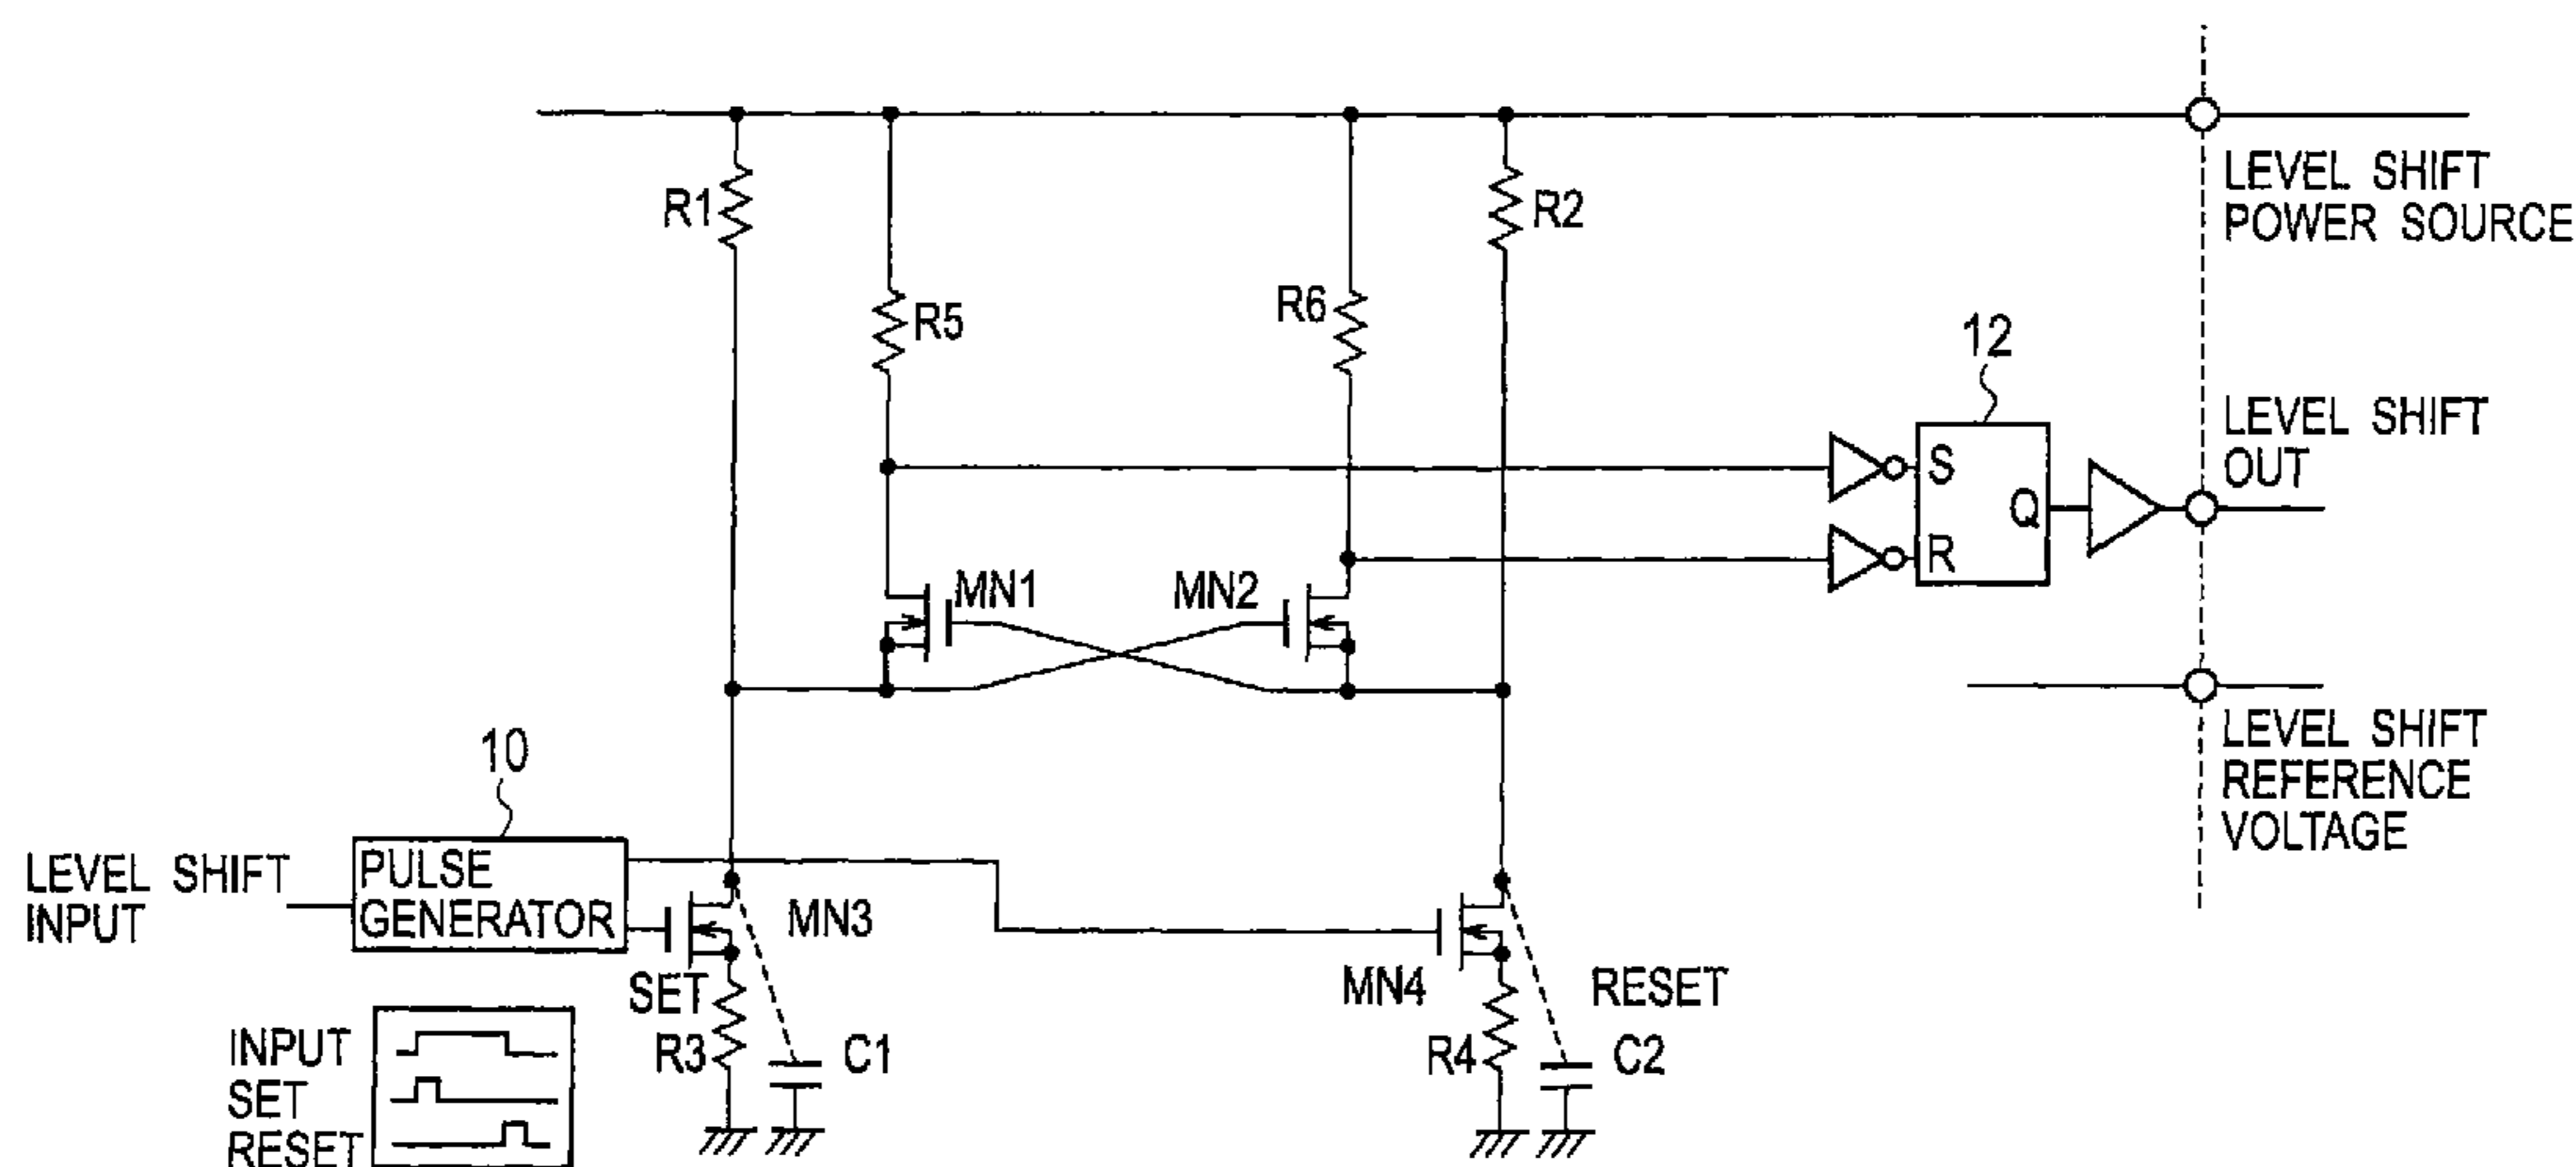 R1
R5
R6
R2
LEVEL SHIFT
POWER SOURCE
12
LEVEL SHIFT
OUT
S
Q
R
MN1
MN2
LEVEL SHIFT
REFERENCE
VOLTAGE
10
LEVEL SHIFT
INPUT
PULSE
GENERATOR
MN3
SET
R3
C1
MN4
RESET
R4
C2
INPUT
SET
RESET